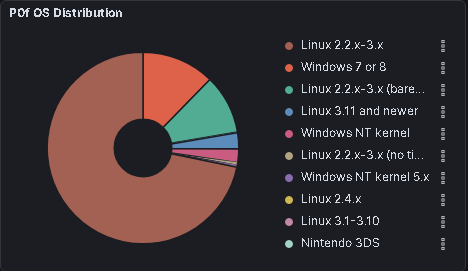 P0f OS Distribution
Linux 2.2.x-3.x
Windows 7 or 8
Linux 2.2.x-3.x (bare...
Linux 3.11 and newer
Windows NT kernel
Linux 2.2.x-3.x (no ti...
Windows NT kernel 5.x
Linux 2.4.x
Linux 3.1-3.10
Nintendo 3DS